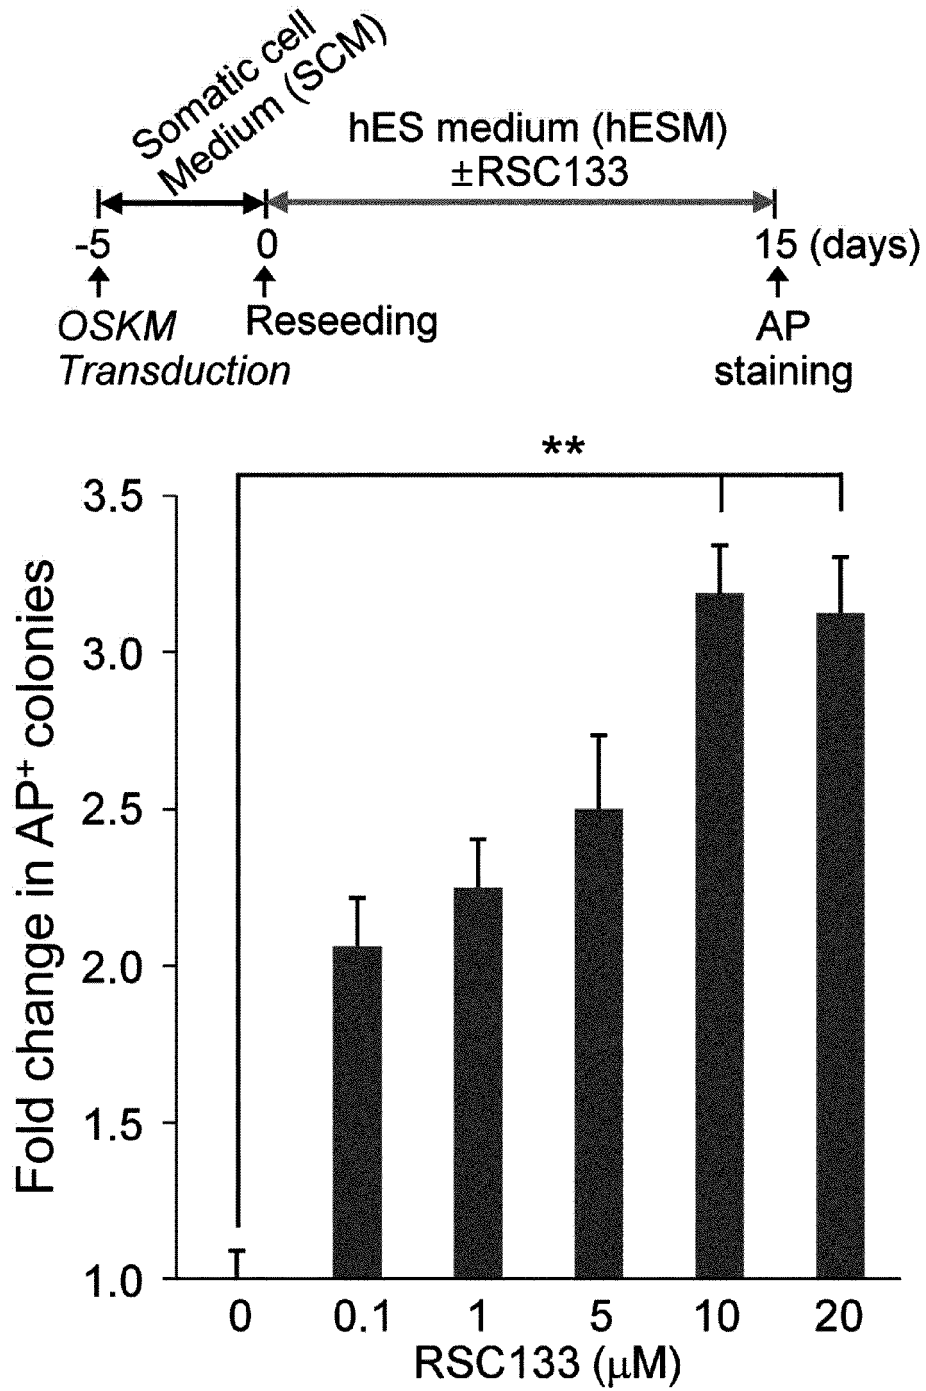 Somatic cell
Medium (SCM)
hES medium (hESM)
±RSC133
-5 0 15 (days)
OSKM
Transduction
Reseeding
AP
staining
**
Fold change in AP⁺ colonies
3.5
3.0
2.5
2.0
1.5
1.0
0 0.1 1 5 10 20
RSC133 (μM)